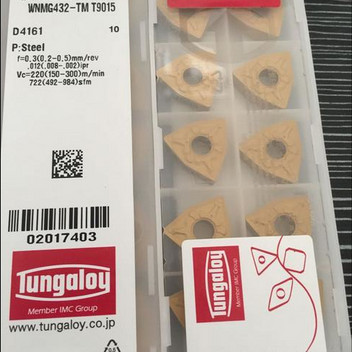 WNMG432-TM T9015
D4161 10
P:Steel
f=0.3(0.2-0.5)mm/rev
.012(.008-.002)ipr
Vc=220(150-300)m/min
722(492-984)sfm
02017403
Tungaloy
Member IMC Group
www.tungaloy.co.jp
Tungaloy
Member IMC Group